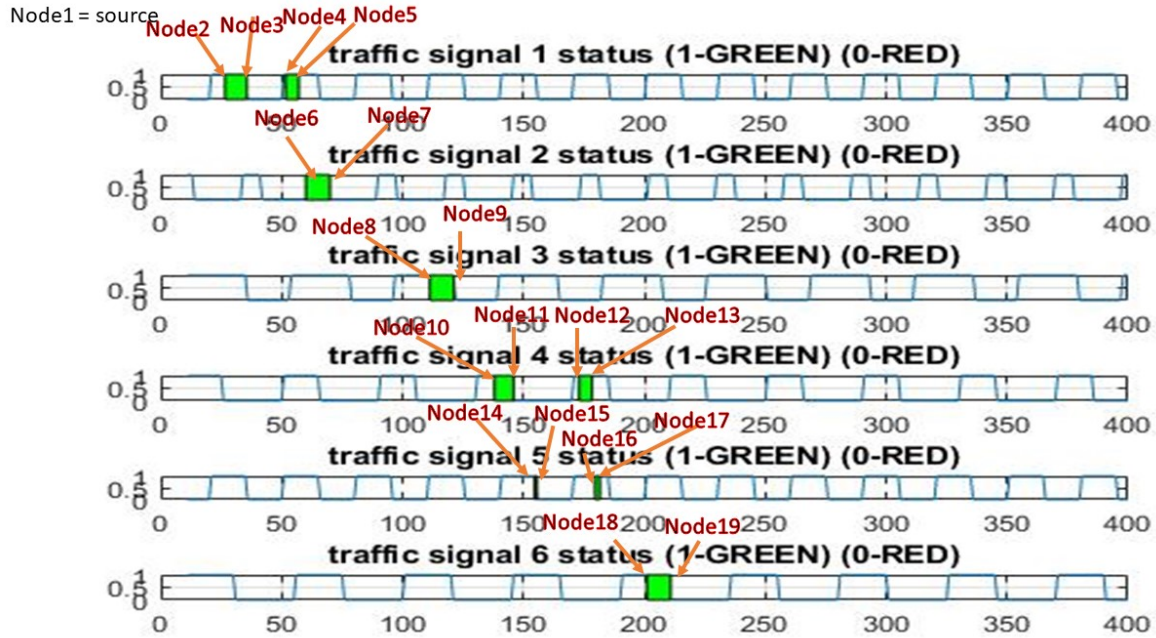 Node1 = source
Node2 Node3 Node4 Node5
traffic signal 1 status (1-GREEN) (0-RED)
1
0.5
0
0 50 100 150 200 250 300 350 400
Node6 Node7
traffic signal 2 status (1-GREEN) (0-RED)
1
0.5
0
0 50 100 150 200 250 300 350 400
Node8 Node9
traffic signal 3 status (1-GREEN) (0-RED)
1
0.5
0
0 50 100 150 200 250 300 350 400
Node10 Node11 Node12 Node13
traffic signal 4 status (1-GREEN) (0-RED)
1
0.5
0
0 50 100 150 200 250 300 350 400
Node14 Node15 Node16 Node17
traffic signal 5 status (1-GREEN) (0-RED)
1
0.5
0
0 50 100 150 200 250 300 350 400
Node18 Node19
traffic signal 6 status (1-GREEN) (0-RED)
1
0.5
0
0 50 100 150 200 250 300 350 400